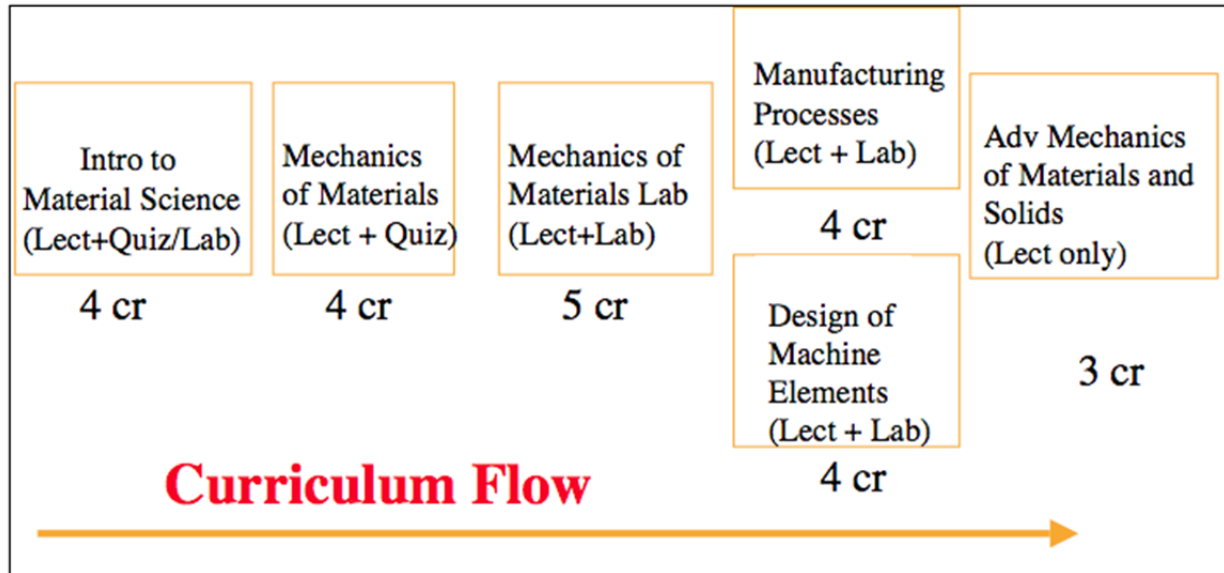 Intro to
Material Science
(Lect+Quiz/Lab)
4 cr
Mechanics
of Materials
(Lect + Quiz)
4 cr
Mechanics of
Materials Lab
(Lect+Lab)
5 cr
Manufacturing
Processes
(Lect + Lab)
4 cr
Design of
Machine
Elements
(Lect + Lab)
4 cr
Adv Mechanics
of Materials and
Solids
(Lect only)
3 cr
Curriculum Flow